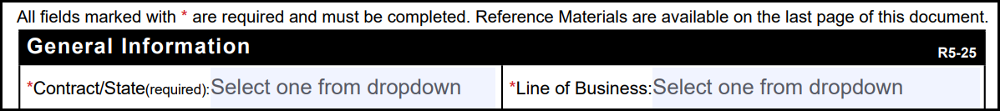 All fields marked with * are required and must be completed. Reference Materials are available on the last page of this document.
General Information
R5-25
*Contract/State(required):Select one from dropdown
*Line of Business:Select one from dropdown